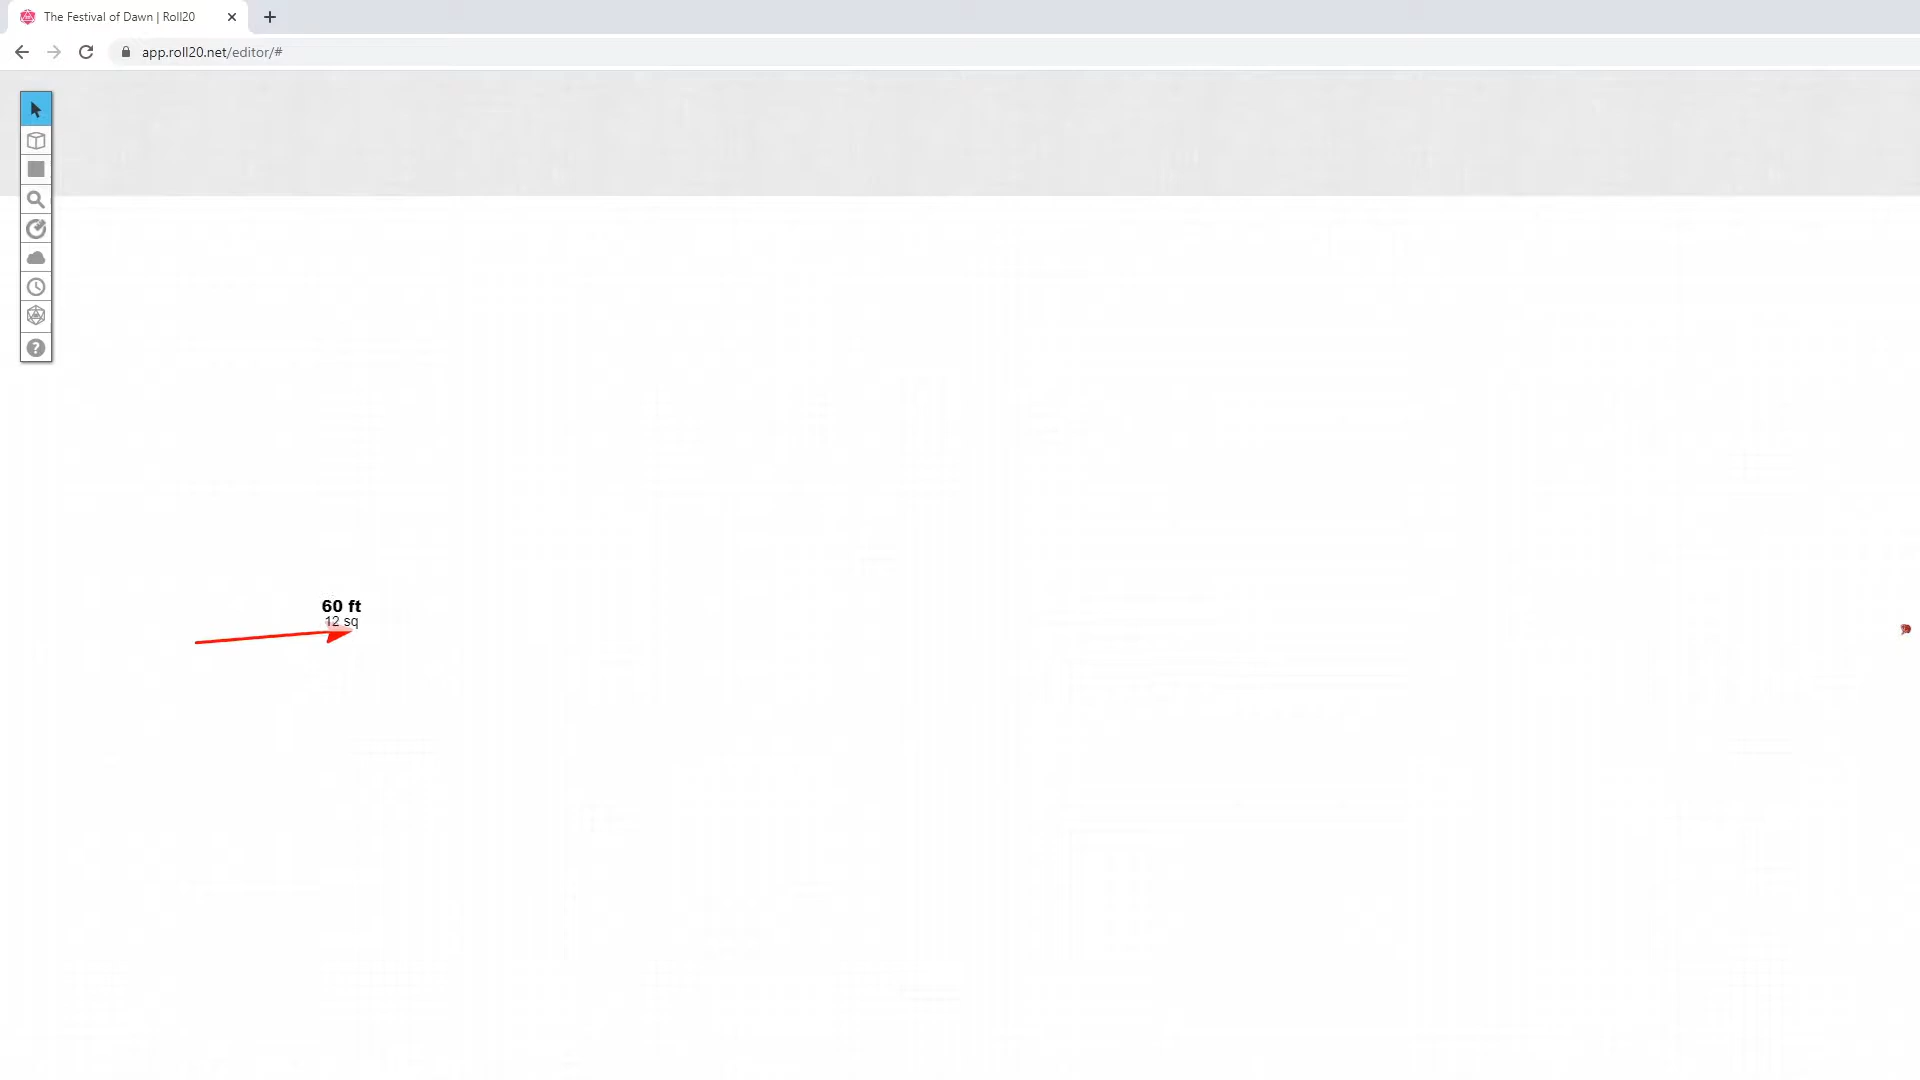 The Festival of Dawn | Roll20
app.roll20.net/editor/#
60 ft
12 sq